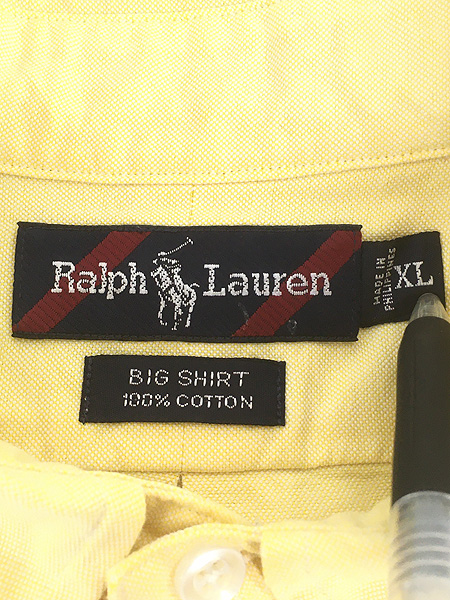 Ralph Lauren
MADE IN
PHILIPPINES
XL
BIG SHIRT
100% COTTON